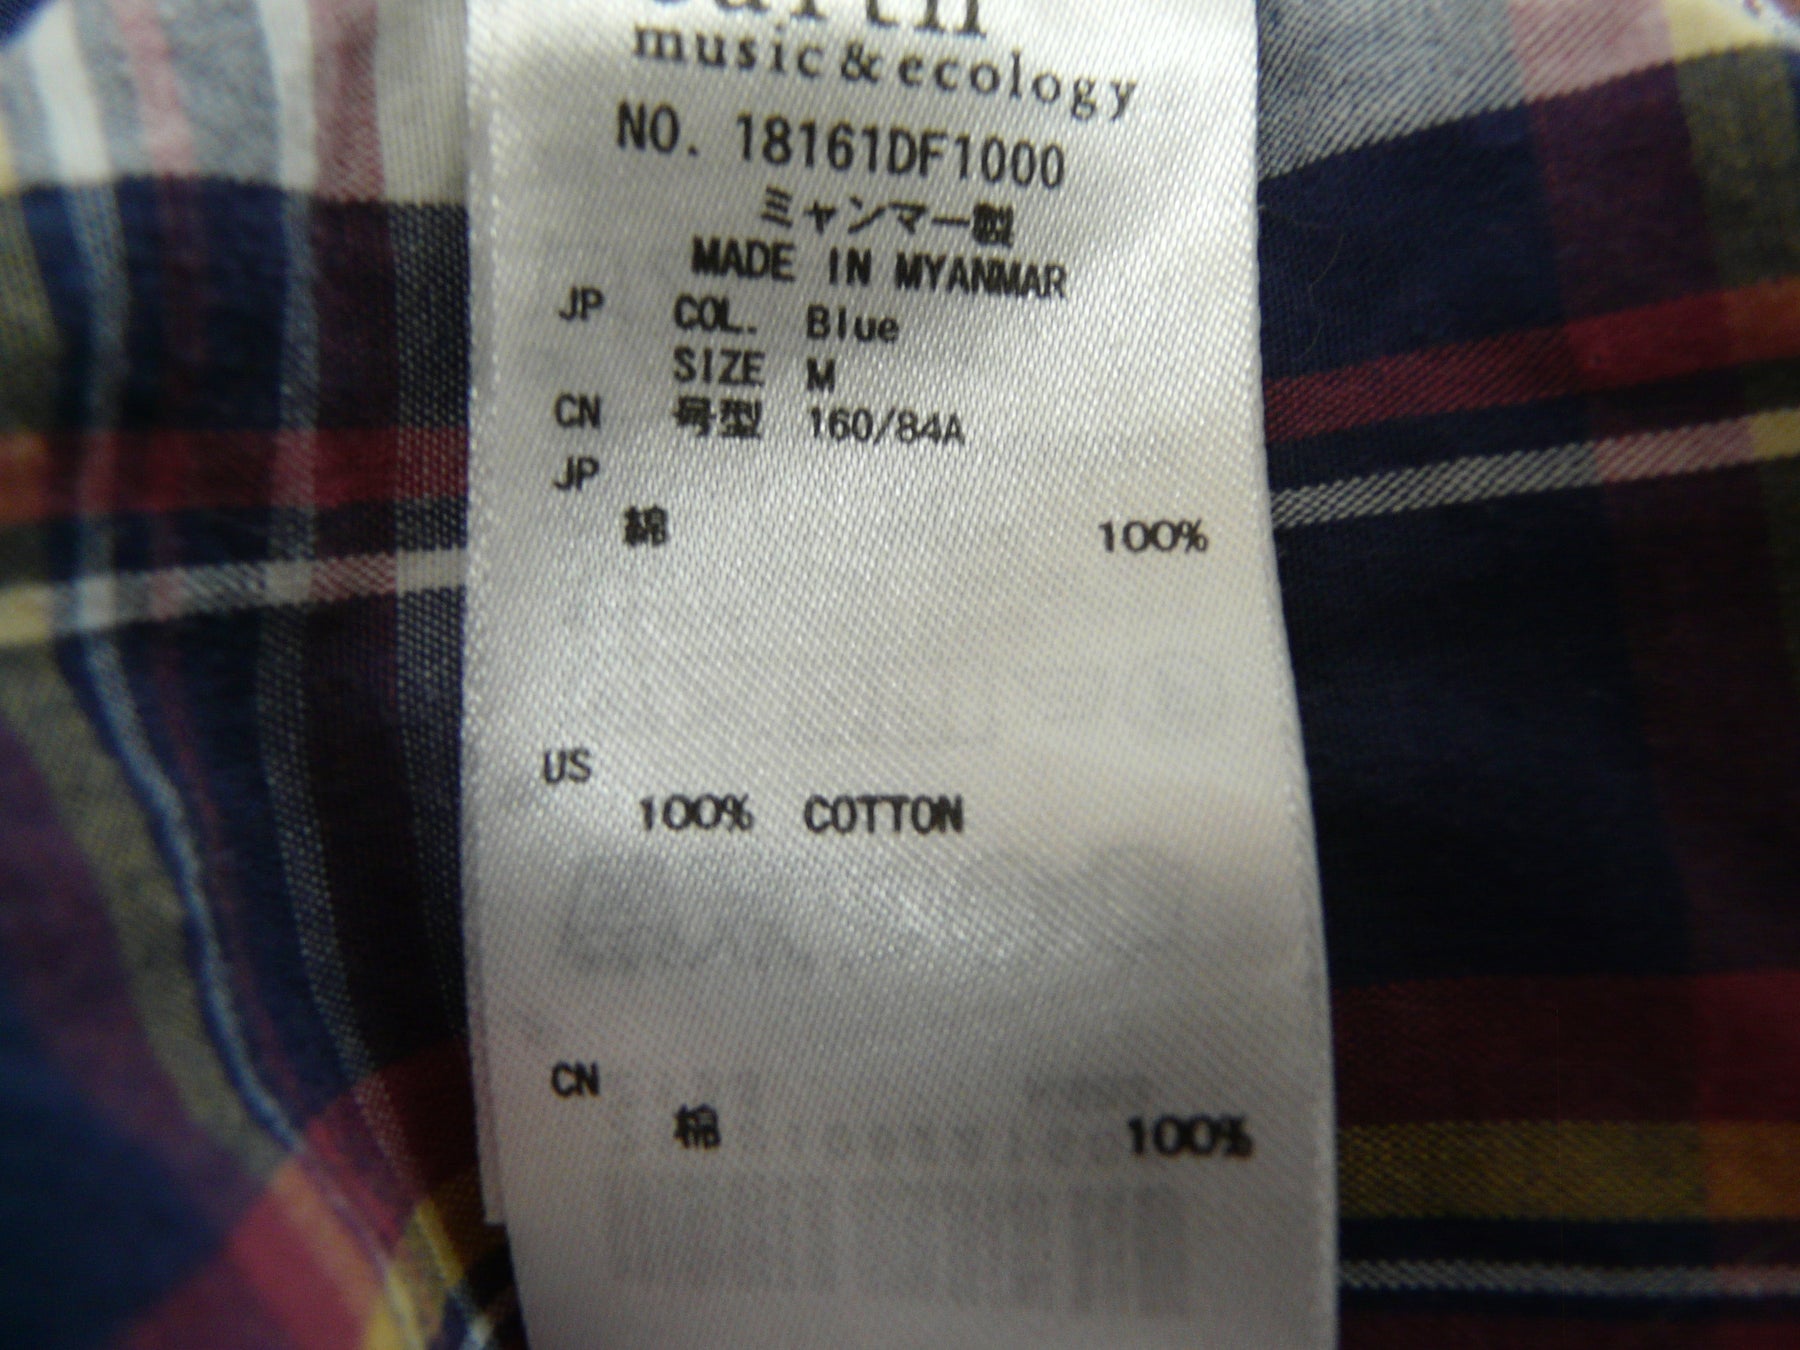 earth
music&ecology
NO. 18161DF1000
ミャンマー製
MADE IN MYANMAR
JP COL. Blue
SIZE M
CN 号型 160/84A
JP
綿 100%
US
100% COTTON
CN
棉 100%